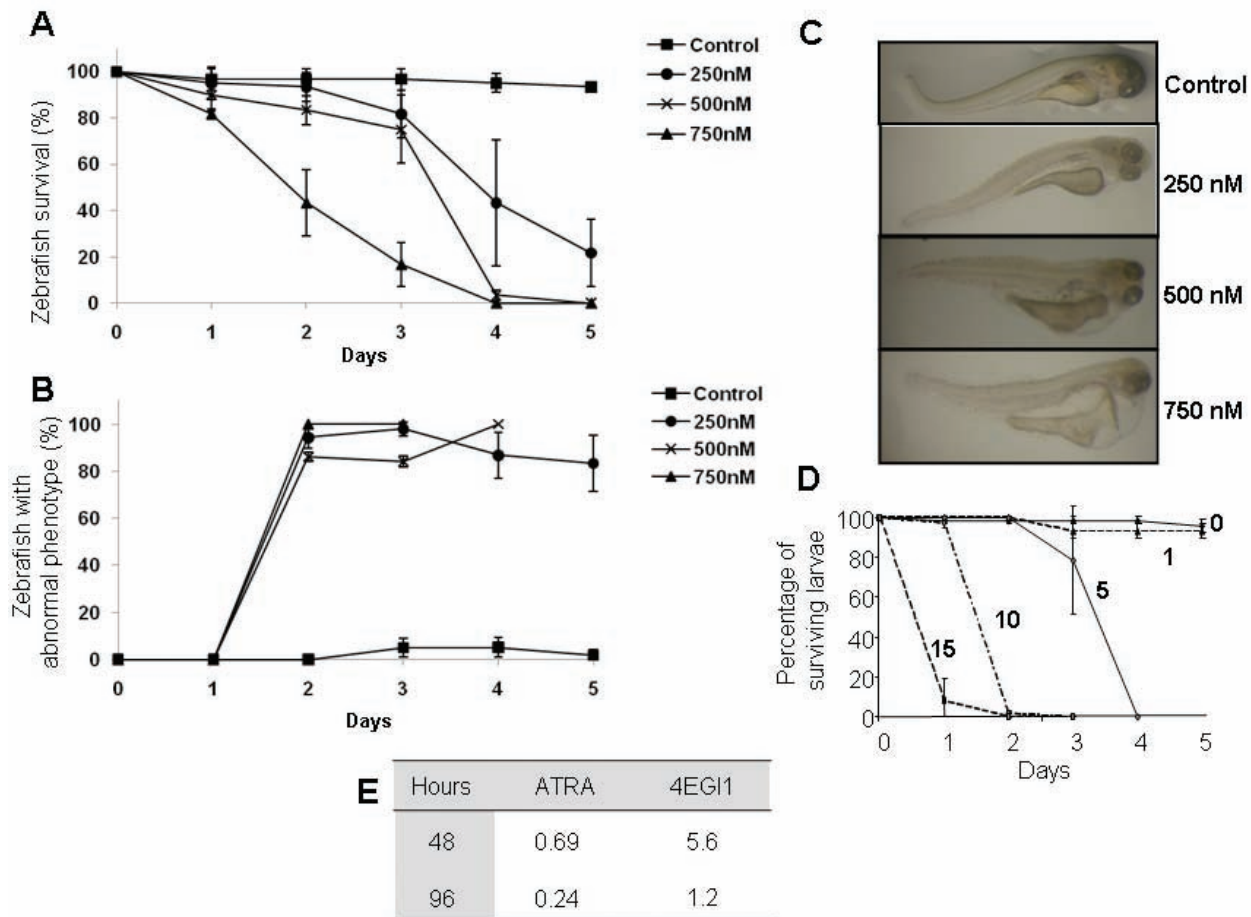 A
Zebrafish survival (%)
100
80
60
40
20
0
0 1 2 3 4 5
Days
Control
250nM
500nM
750nM
B
Zebrafish with
abnormal phenotype (%)
100
80
60
40
20
0
0 1 2 3 4 5
Days
Control
250nM
500nM
750nM
C
Control
250 nM
500 nM
750 nM
D
Percentage of
surviving larvae
100
80
60
40
20
0
0 1 2 3 4 5
Days
15
10
5
1
0
E
Hours ATRA 4EGI1
48 0.69 5.6
96 0.24 1.2